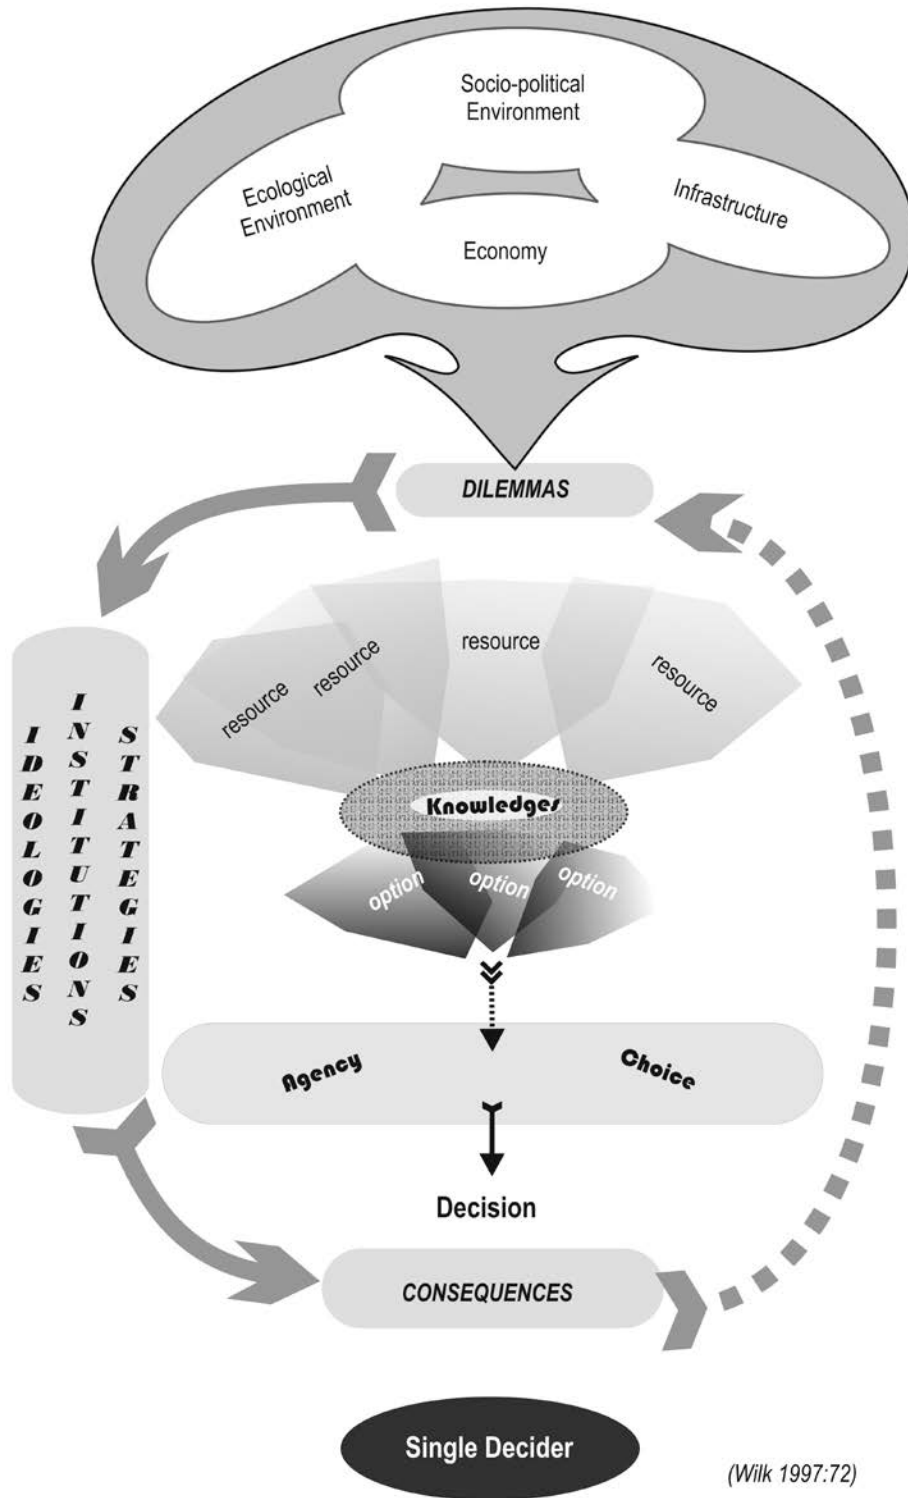 Socio-political
Environment
Ecological
Environment
Infrastructure
Economy
DILEMMAS
resource
resource
resource
resource
IDEOLOGIES
INSTITUTIONS
STRATEGIES
Knowledges
option
option
option
Agency
Choice
Decision
CONSEQUENCES
Single Decider
(Wilk 1997:72)